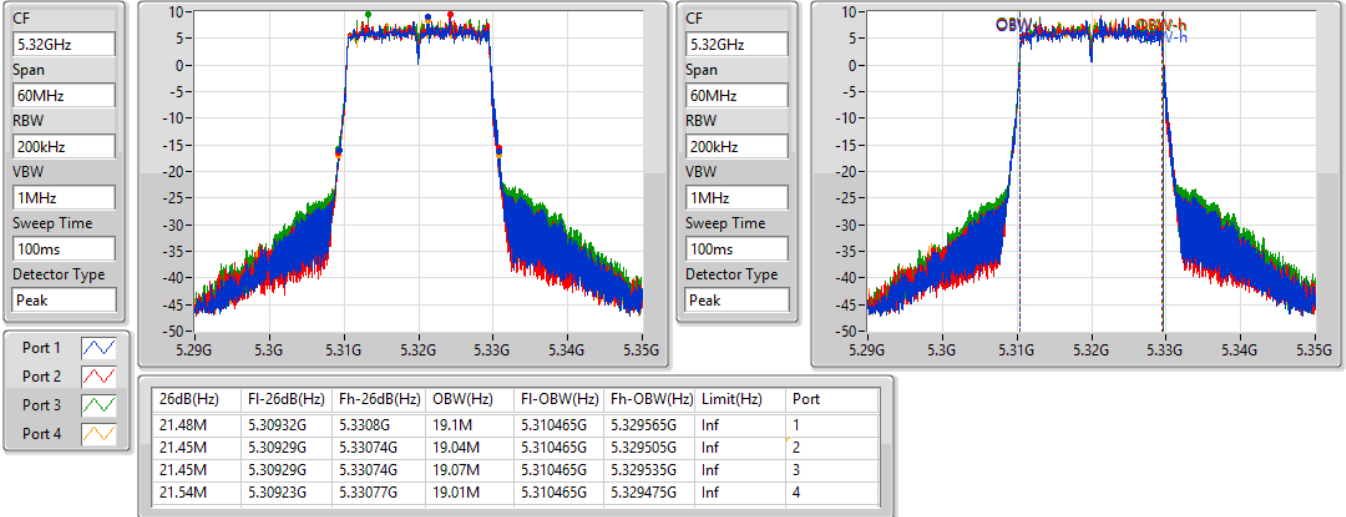 CF
5.32GHz
Span
60MHz
RBW
200kHz
VBW
1MHz
Sweep Time
100ms
Detector Type
Peak
10
5
0
-5
-10
-15
-20
-25
-30
-35
-40
-45
-50
5.29G 5.3G 5.31G 5.32G 5.33G 5.34G 5.35G
CF
5.32GHz
Span
60MHz
RBW
200kHz
VBW
1MHz
Sweep Time
100ms
Detector Type
Peak
10
5
0
-5
-10
-15
-20
-25
-30
-35
-40
-45
-50
OBW-h
5.29G 5.3G 5.31G 5.32G 5.33G 5.34G 5.35G
Port 1
Port 2
Port 3
Port 4
26dB(Hz) Fl-26dB(Hz) Fh-26dB(Hz) OBW(Hz) Fl-OBW(Hz) Fh-OBW(Hz) Limit(Hz) Port
21.48M 5.30932G 5.3308G 19.1M 5.310465G 5.329565G Inf 1
21.45M 5.30929G 5.33074G 19.04M 5.310465G 5.329505G Inf 2
21.45M 5.30929G 5.33074G 19.07M 5.310465G 5.329535G Inf 3
21.54M 5.30923G 5.33077G 19.01M 5.310465G 5.329475G Inf 4